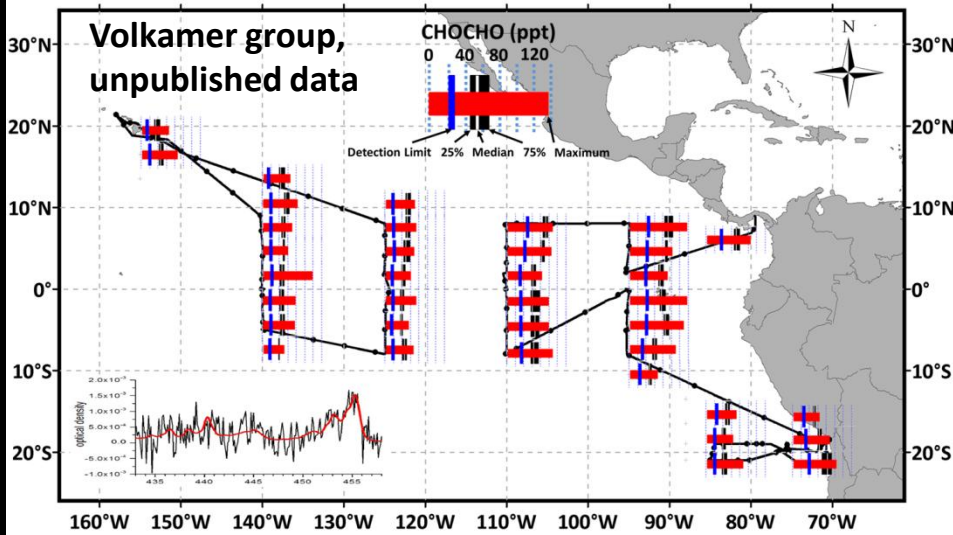 Volkamer group,
unpublished data
CHOCHO (ppt)
0 40 80 120
Detection Limit 25% Median 75% Maximum
N
30°N 30°N
20°N 20°N
10°N 10°N
0° 0°
10°S 10°S
20°S 20°S
2.0x10⁻³
1.5x10⁻³
1.0x10⁻³
5.0x10⁻⁴
0.0
-5.0x10⁻⁴
-1.0x10⁻³
optical density
435 440 445 450 455
160°W 150°W 140°W 130°W 120°W 110°W 100°W 90°W 80°W 70°W